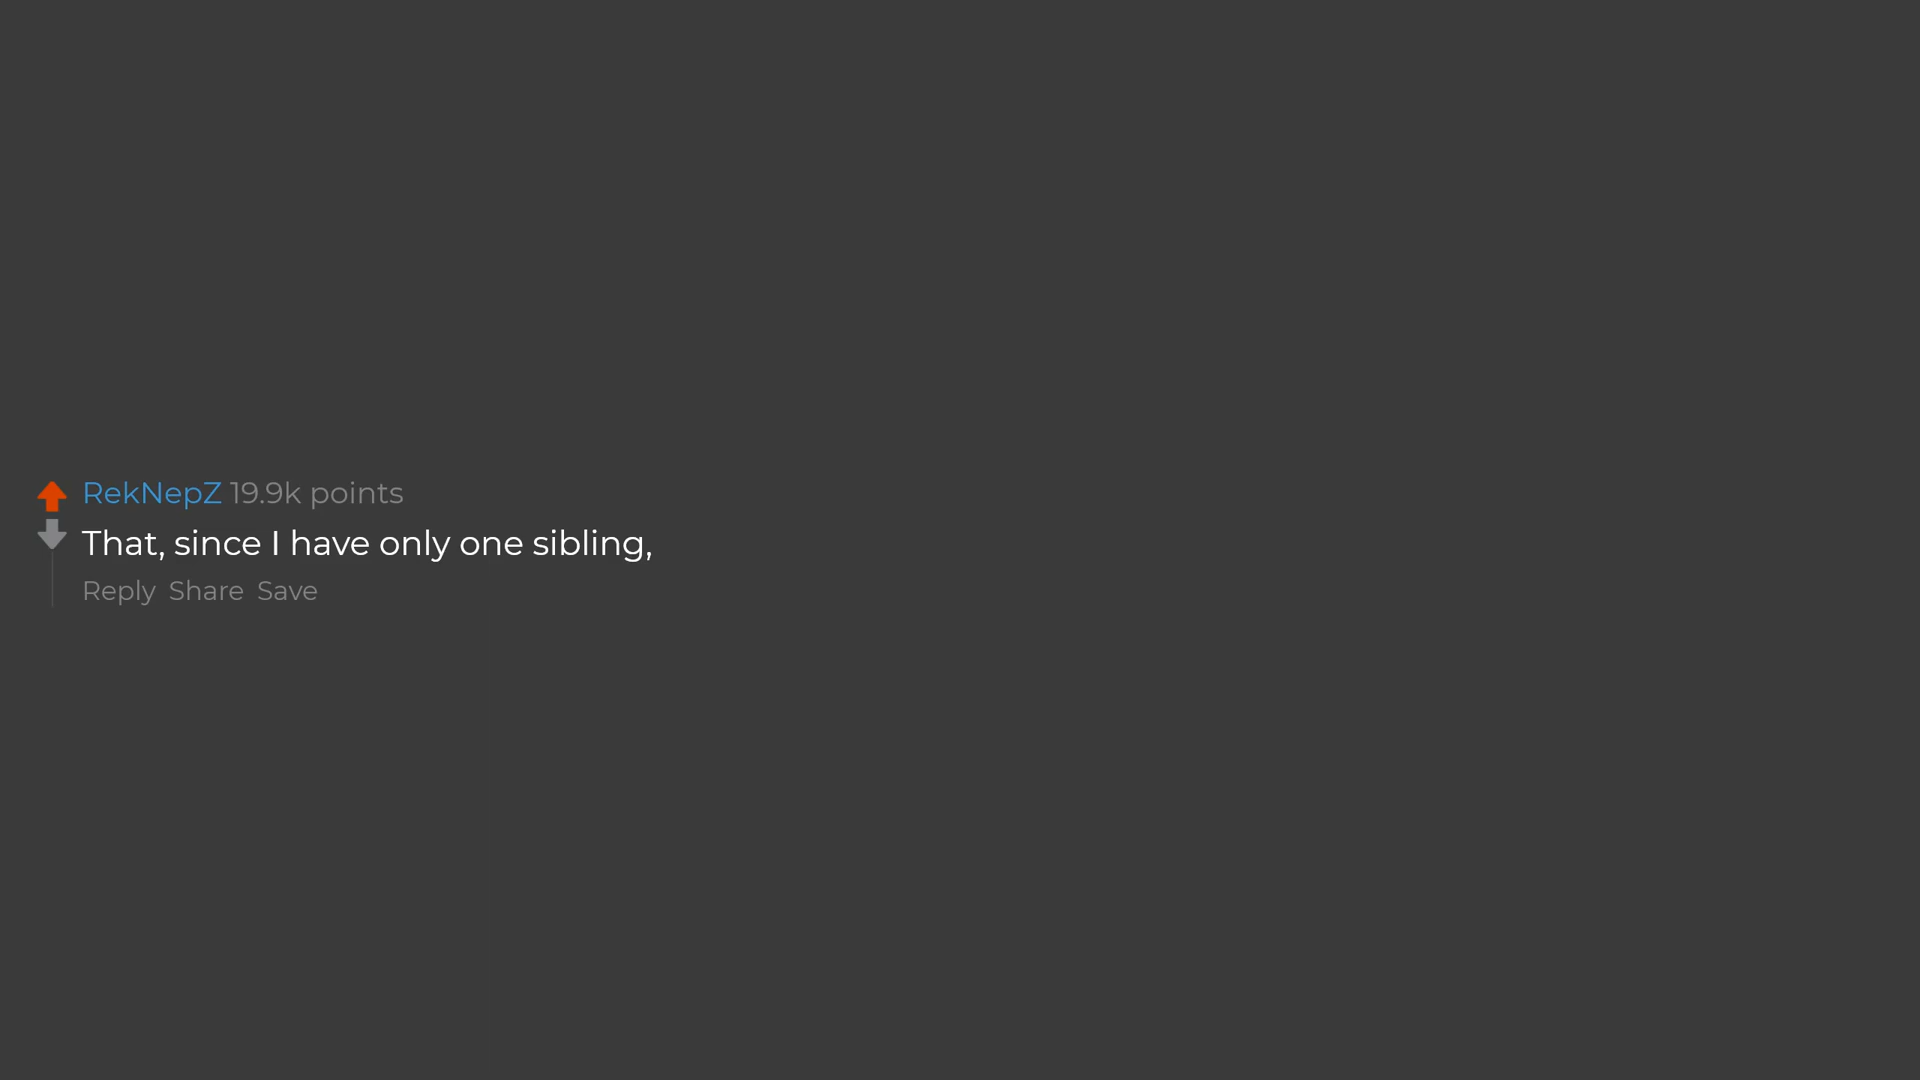 RekNepZ 19.9k points
That, since I have only one sibling,
Reply Share Save